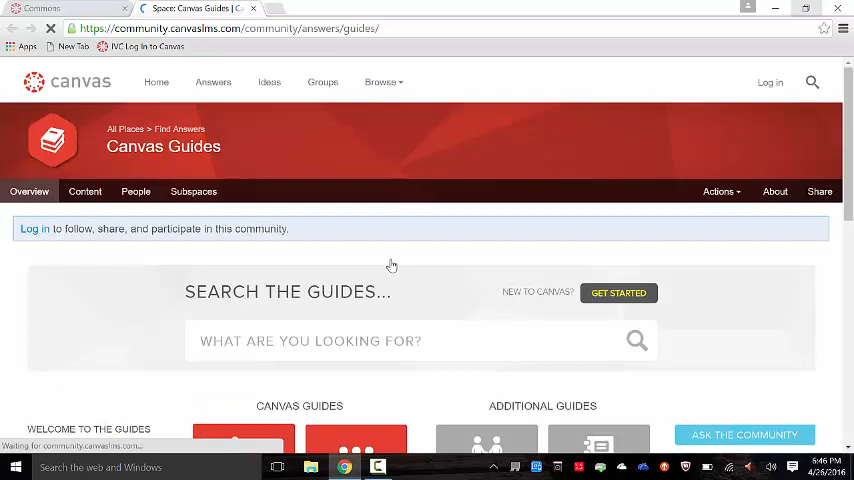 Commons
Space: Canvas Guides | Ca
https://community.canvaslms.com/community/answers/guides/
Apps New Tab IVC Log In to Canvas
canvas Home Answers Ideas Groups Browse Log in
All Places > Find Answers
Canvas Guides
Overview Content People Subspaces Actions About Share
Log in to follow, share, and participate in this community.
SEARCH THE GUIDES...
NEW TO CANVAS? GET STARTED
WHAT ARE YOU LOOKING FOR?
CANVAS GUIDES ADDITIONAL GUIDES
WELCOME TO THE GUIDES
ASK THE COMMUNITY
Waiting for community.canvaslms.com...
Search the web and Windows
6:46 PM
4/26/2016